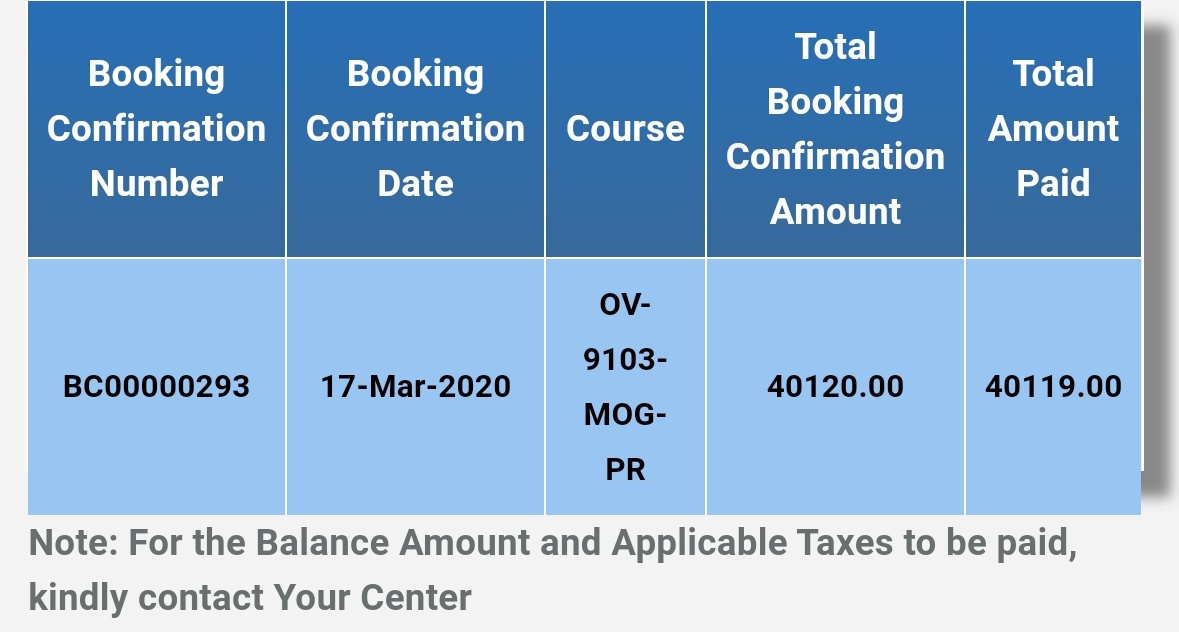 Booking
Confirmation
Number
Booking
Confirmation
Date
Course
Total
Booking
Confirmation
Amount
Total
Amount
Paid
BC00000293
17-Mar-2020
OV-
9103-
MOG-
PR
40120.00
40119.00
Note: For the Balance Amount and Applicable Taxes to be paid,
kindly contact Your Center